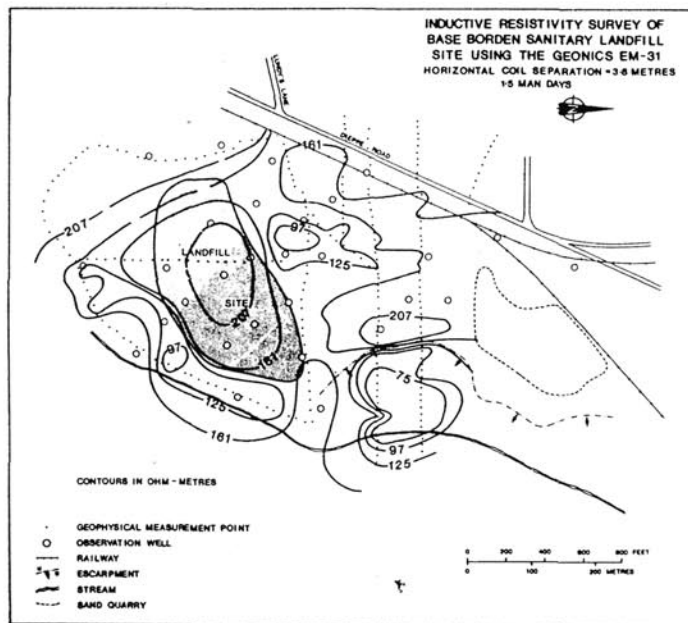 INDUCTIVE RESISTIVITY SURVEY OF
BASE BORDEN SANITARY LANDFILL
SITE USING THE GEONICS EM-31
HORIZONTAL COIL SEPARATION = 3·6 METRES
1·5 MAN DAYS
LUNDY'S LANE
DIEPPE ROAD
161
207
97
125
LANDFILL
SITE
207
207
161
97
75
125
161
97
125
CONTOURS IN OHM - METRES
GEOPHYSICAL MEASUREMENT POINT
OBSERVATION WELL
RAILWAY
ESCARPMENT
STREAM
SAND QUARRY
0 200 400 600 800 FEET
0 100 200 METRES